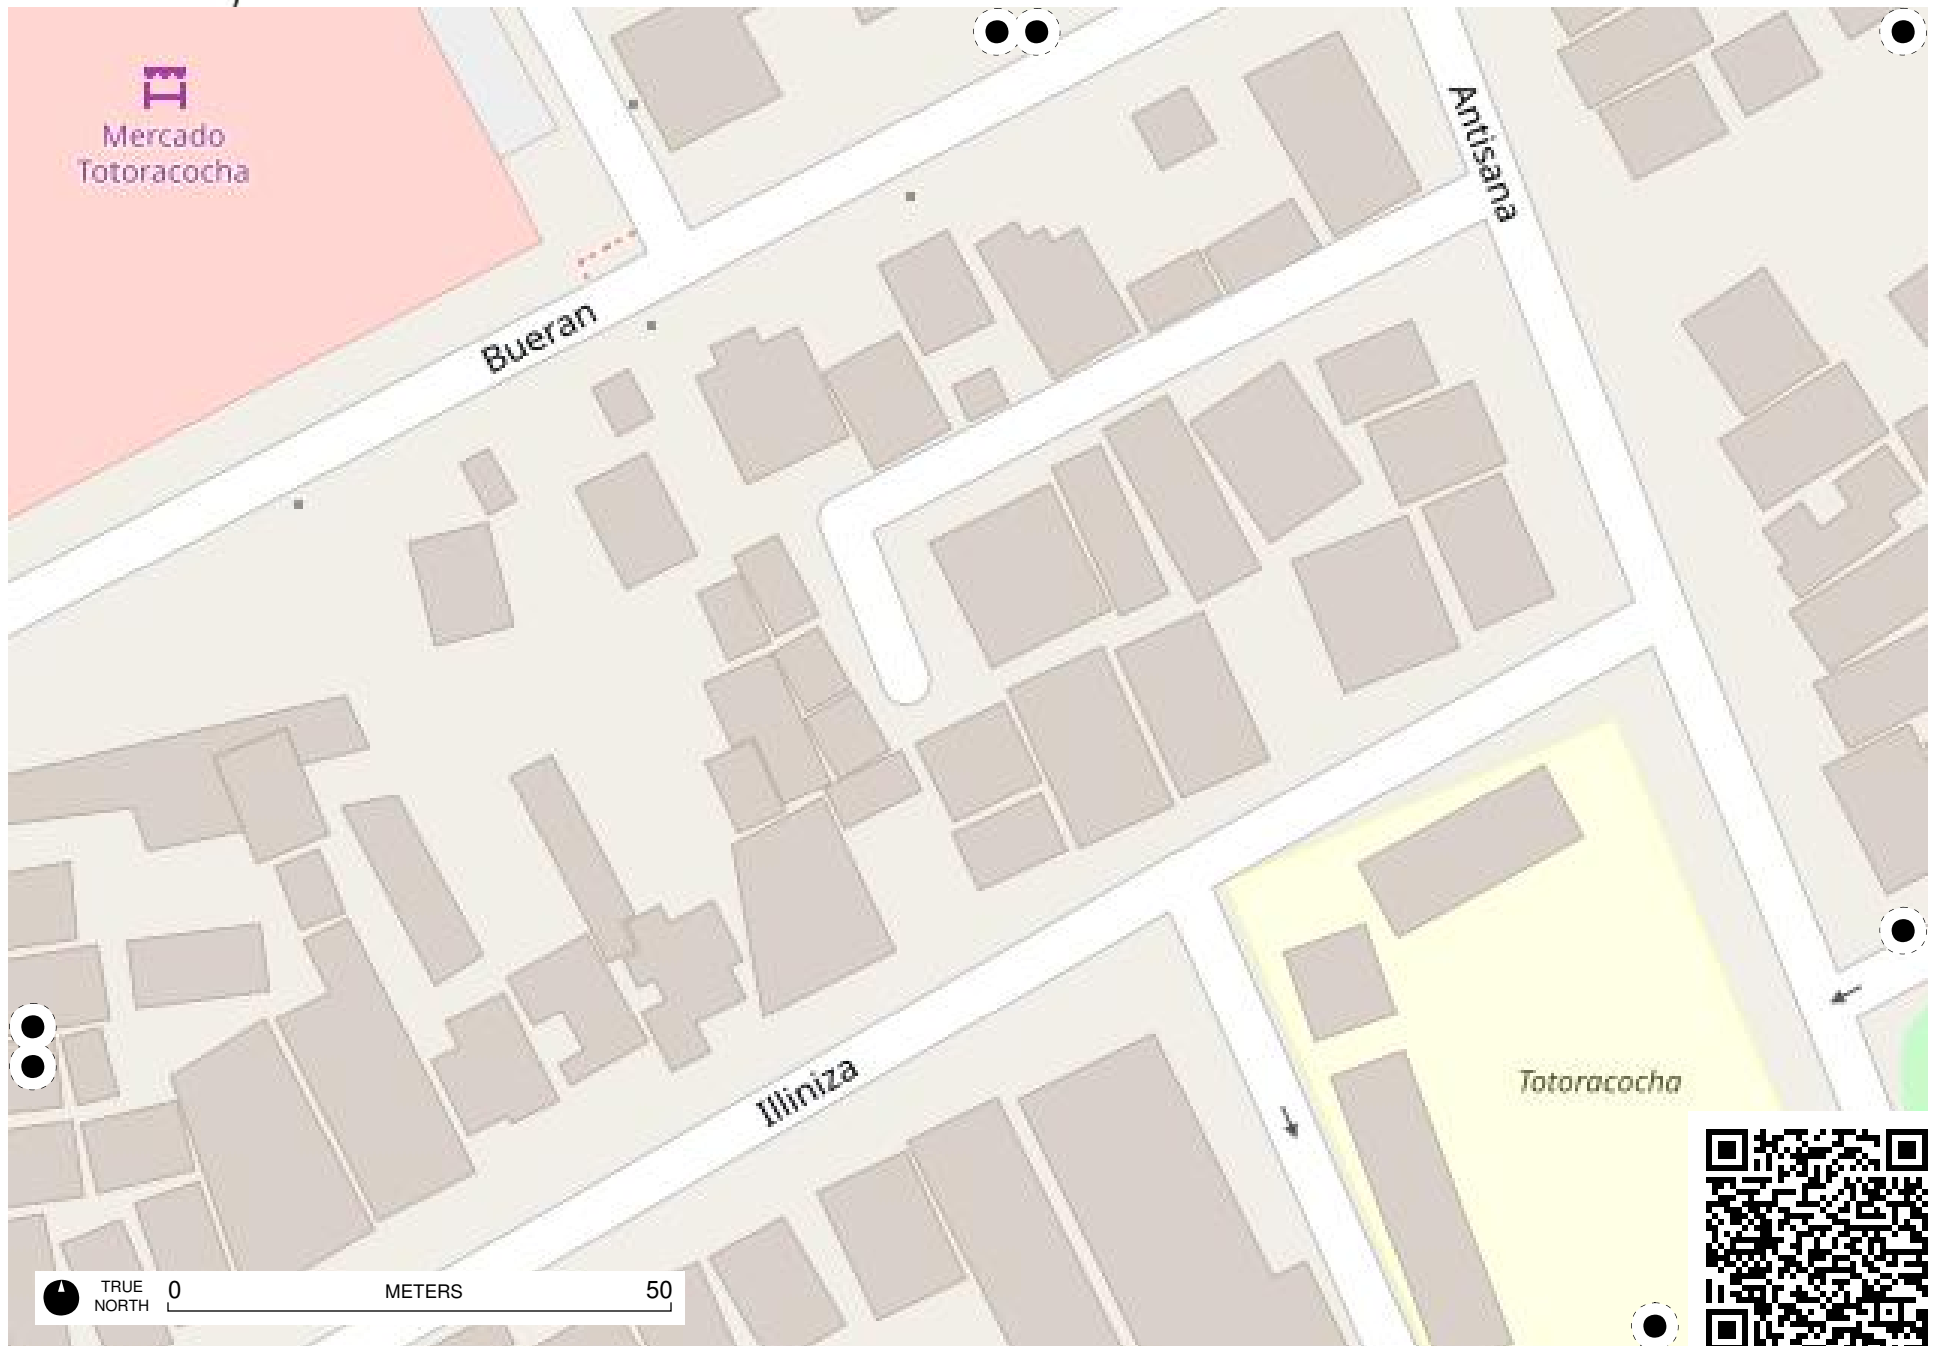 Mercado
Totoracocha
Antisana
Bueran
Illiniza
Totoracocha
TRUE
NORTH
0 METERS 50